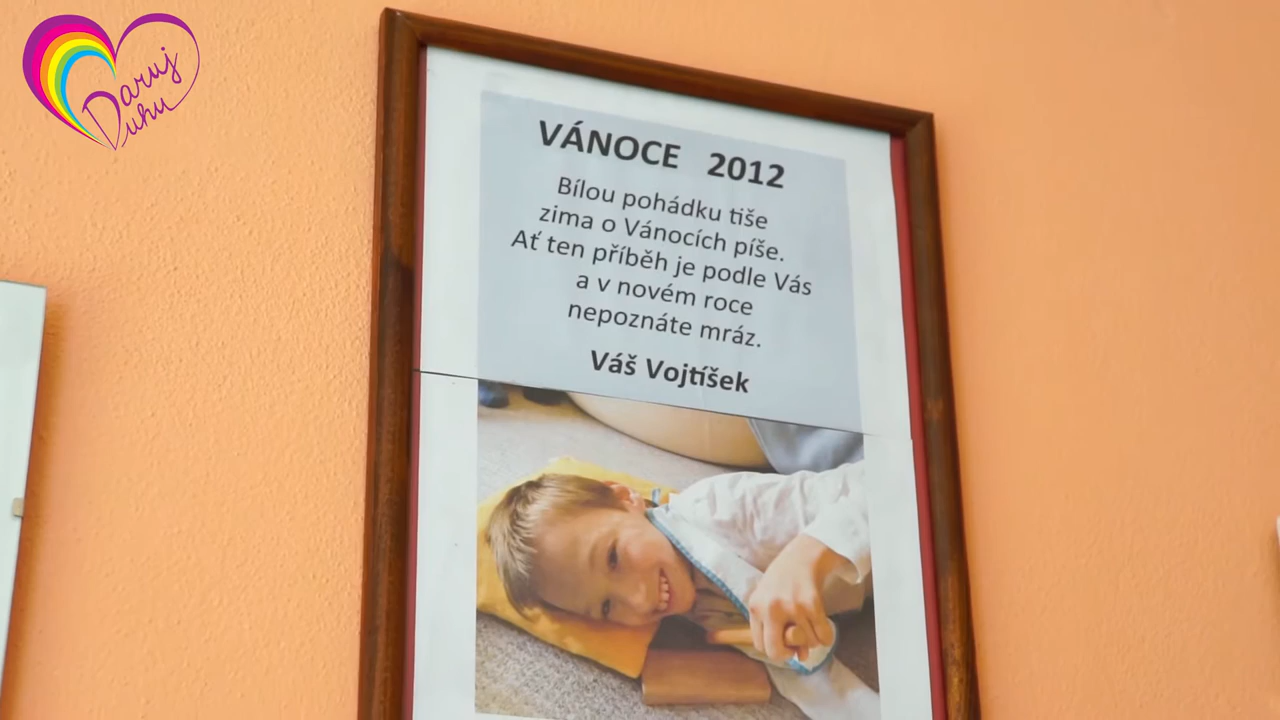 Daruj
Duhu
VÁNOCE 2012
Bílou pohádku tiše
zima o Vánocích píše.
Ať ten příběh je podle Vás
a v novém roce
nepoznáte mráz.
Váš Vojtíšek